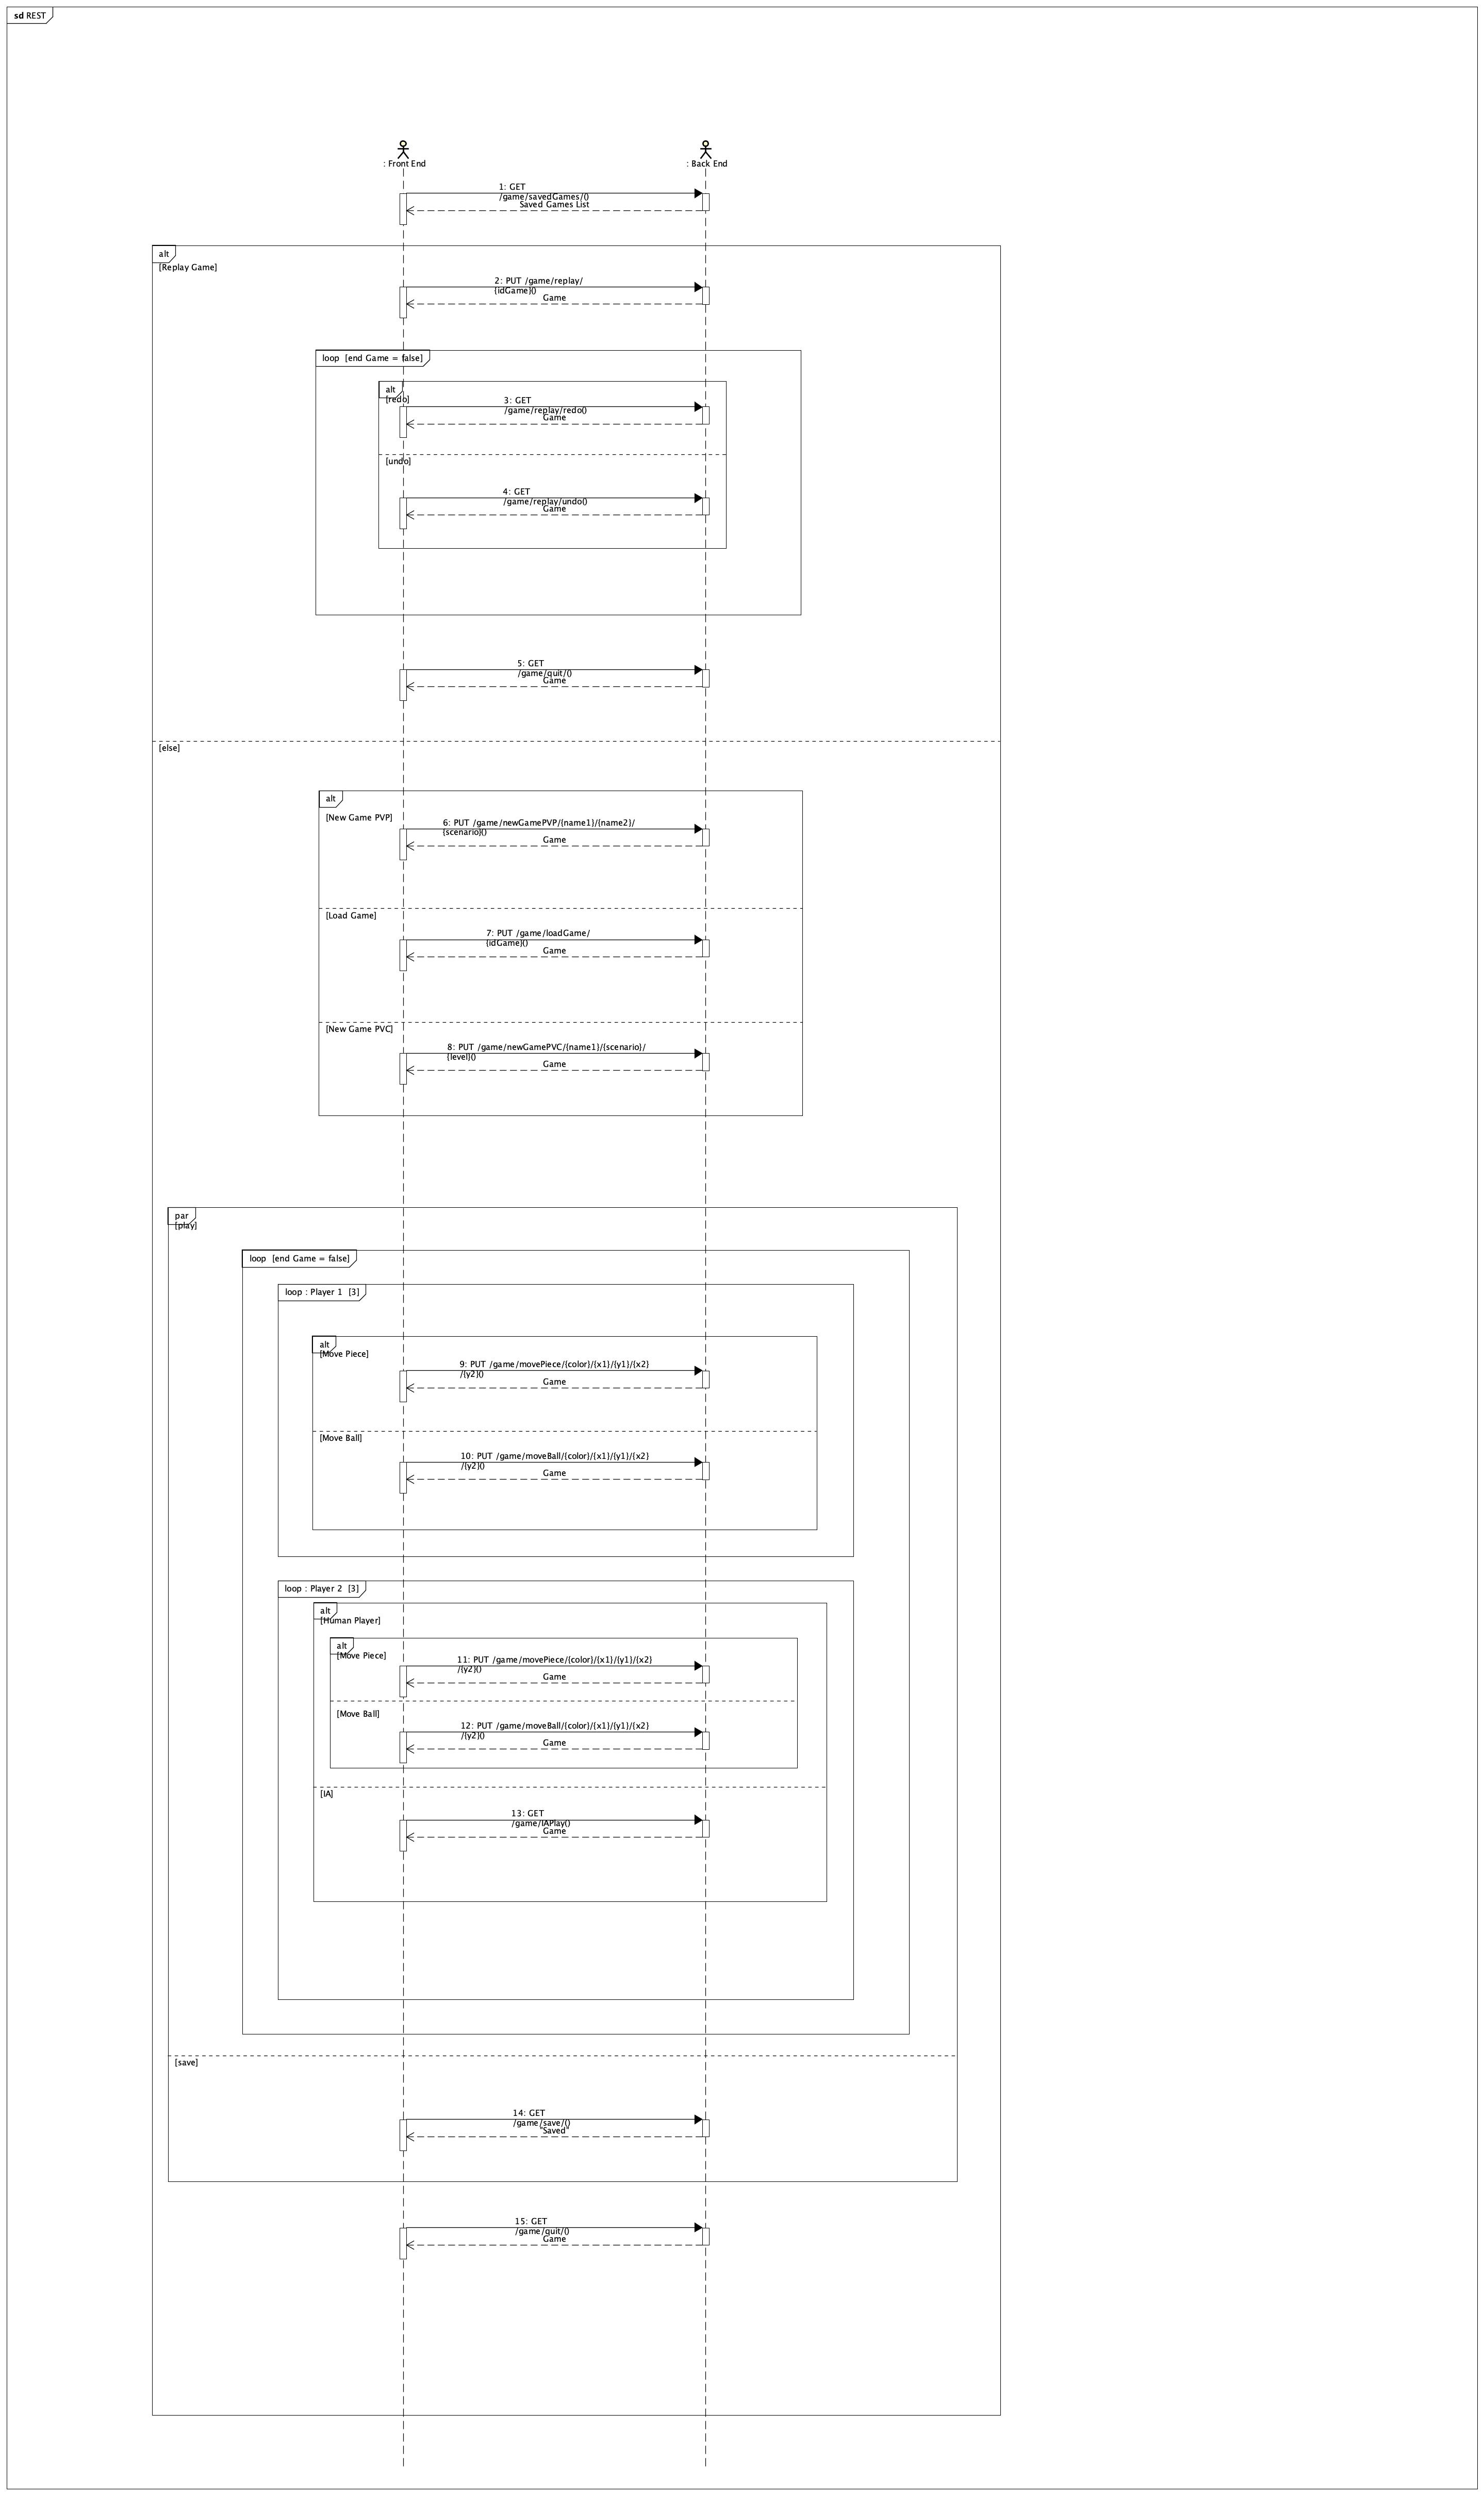 sd REST
: Front End
: Back End
1: GET
/game/savedGames/()
Saved Games List
alt
[Replay Game]
2: PUT /game/replay/
{idGame}()
Game
loop [end Game = false]
alt
[redo]
3: GET
/game/replay/redo()
Game
[undo]
4: GET
/game/replay/undo()
Game
5: GET
/game/quit/()
Game
[else]
alt
[New Game PVP]
6: PUT /game/newGamePVP/{name1}/{name2}/
{scenario}()
Game
[Load Game]
7: PUT /game/loadGame/
{idGame}()
Game
[New Game PVC]
8: PUT /game/newGamePVC/{name1}/{scenario}/
{level}()
Game
par
[play]
loop [end Game = false]
loop : Player 1 [3]
alt
[Move Piece]
9: PUT /game/movePiece/{color}/{x1}/{y1}/{x2}
/{y2}()
Game
[Move Ball]
10: PUT /game/moveBall/{color}/{x1}/{y1}/{x2}
/{y2}()
Game
loop : Player 2 [3]
alt
[Human Player]
alt
[Move Piece]
11: PUT /game/movePiece/{color}/{x1}/{y1}/{x2}
/{y2}()
Game
[Move Ball]
12: PUT /game/moveBall/{color}/{x1}/{y1}/{x2}
/{y2}()
Game
[IA]
13: GET
/game/IAPlay()
Game
[save]
14: GET
/game/save/()
"Saved"
15: GET
/game/quit/()
Game